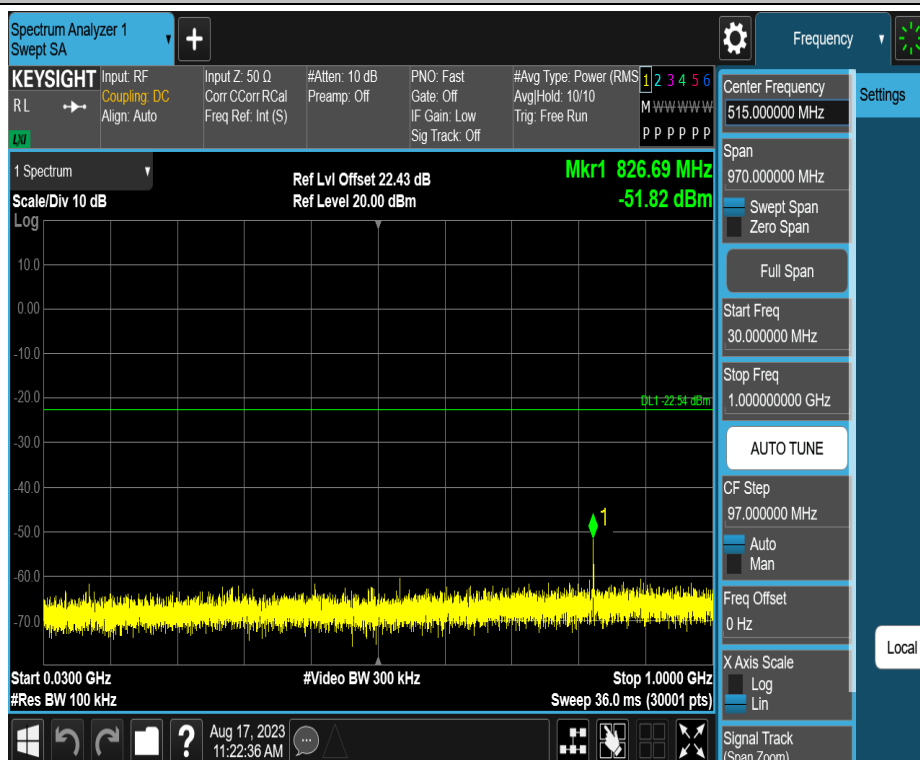 Spectrum Analyzer 1
Swept SA
+
Frequency
KEYSIGHT
R L
LXI
Input: RF
Coupling: DC
Align: Auto
Input Z: 50 Ω
Corr CCorr RCal
Freq Ref: Int (S)
#Atten: 10 dB
Preamp: Off
PNO: Fast
Gate: Off
IF Gain: Low
Sig Track: Off
#Avg Type: Power (RMS
Avg|Hold: 10/10
Trig: Free Run
1 2 3 4 5 6
M W W W W W
P P P P P P
1 Spectrum
Scale/Div 10 dB
Log
Ref Lvl Offset 22.43 dB
Ref Level 20.00 dBm
Mkr1 826.69 MHz
-51.82 dBm
10.0
0.00
-10.0
-20.0
DL1 -22.54 dBm
-30.0
-40.0
-50.0
1
-60.0
-70.0
Start 0.0300 GHz
#Res BW 100 kHz
#Video BW 300 kHz
Stop 1.0000 GHz
Sweep 36.0 ms (30001 pts)
?
Aug 17, 2023
11:22:36 AM
Center Frequency
515.000000 MHz
Span
970.000000 MHz
Swept Span
Zero Span
Full Span
Start Freq
30.000000 MHz
Stop Freq
1.000000000 GHz
AUTO TUNE
CF Step
97.000000 MHz
Auto
Man
Freq Offset
0 Hz
X Axis Scale
Log
Lin
Signal Track
(Span Zoom)
Settings
Local